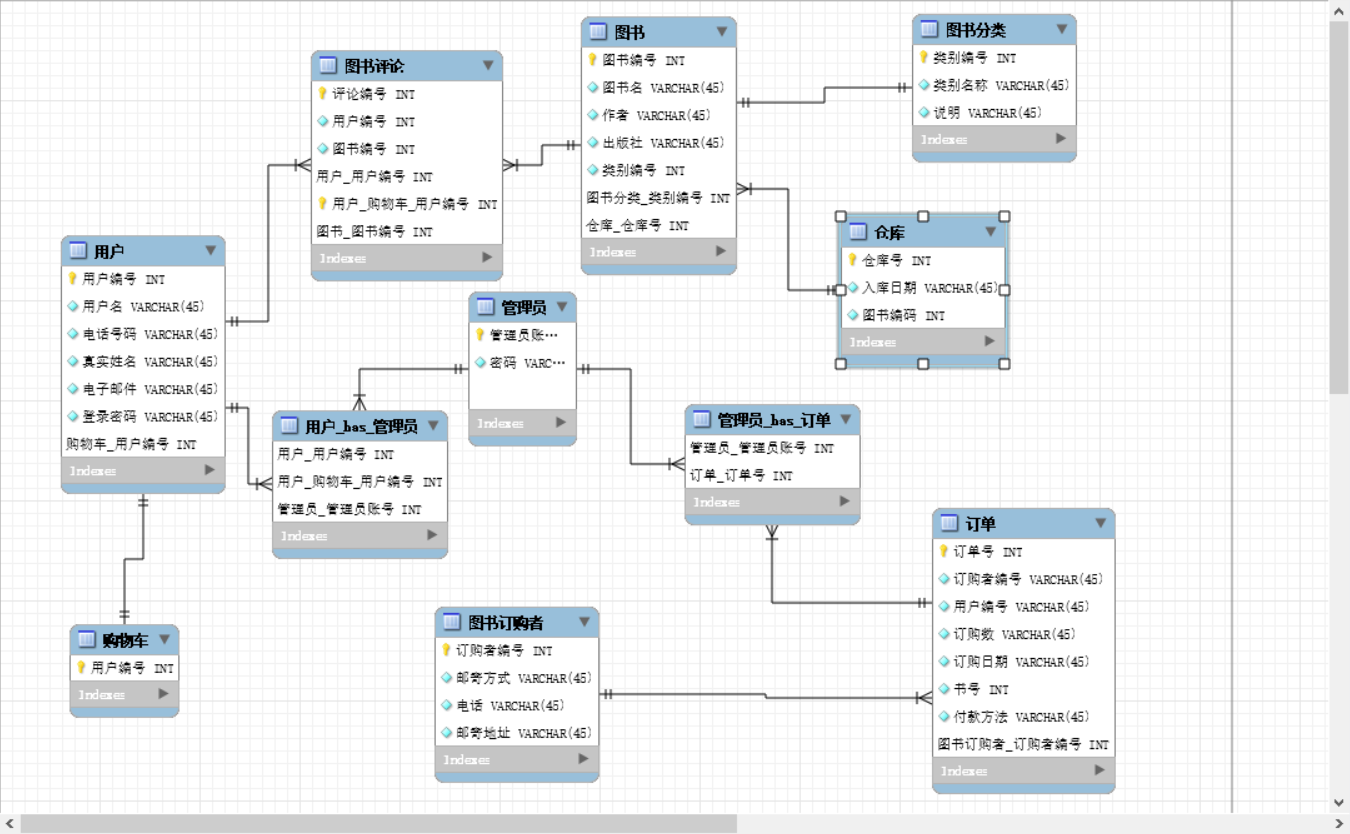 图书
图书编号 INT
图书名 VARCHAR(45)
作者 VARCHAR(45)
出版社 VARCHAR(45)
类别编号 INT
图书分类_类别编号 INT
仓库_仓库号 INT
Indexes
图书分类
类别编号 INT
类别名称 VARCHAR(45)
说明 VARCHAR(45)
Indexes
图书评论
评论编号 INT
用户编号 INT
图书编号 INT
用户_用户编号 INT
用户_购物车_用户编号 INT
图书_图书编号 INT
Indexes
仓库
仓库号 INT
入库日期 VARCHAR(45)
图书编码 INT
Indexes
用户
用户编号 INT
用户名 VARCHAR(45)
电话号码 VARCHAR(45)
真实姓名 VARCHAR(45)
电子邮件 VARCHAR(45)
登录密码 VARCHAR(45)
购物车_用户编号 INT
Indexes
管理员
管理员账…
密码 VARC…
Indexes
用户_has_管理员
用户_用户编号 INT
用户_购物车_用户编号 INT
管理员_管理员账号 INT
Indexes
管理员_has_订单
管理员_管理员账号 INT
订单_订单号 INT
Indexes
订单
订单号 INT
订购者编号 VARCHAR(45)
用户编号 VARCHAR(45)
订购数 VARCHAR(45)
订购日期 VARCHAR(45)
书号 INT
付款方法 VARCHAR(45)
图书订购者_订购者编号 INT
Indexes
图书订购者
订购者编号 INT
邮寄方式 VARCHAR(45)
电话 VARCHAR(45)
邮寄地址 VARCHAR(45)
Indexes
购物车
用户编号 INT
Indexes